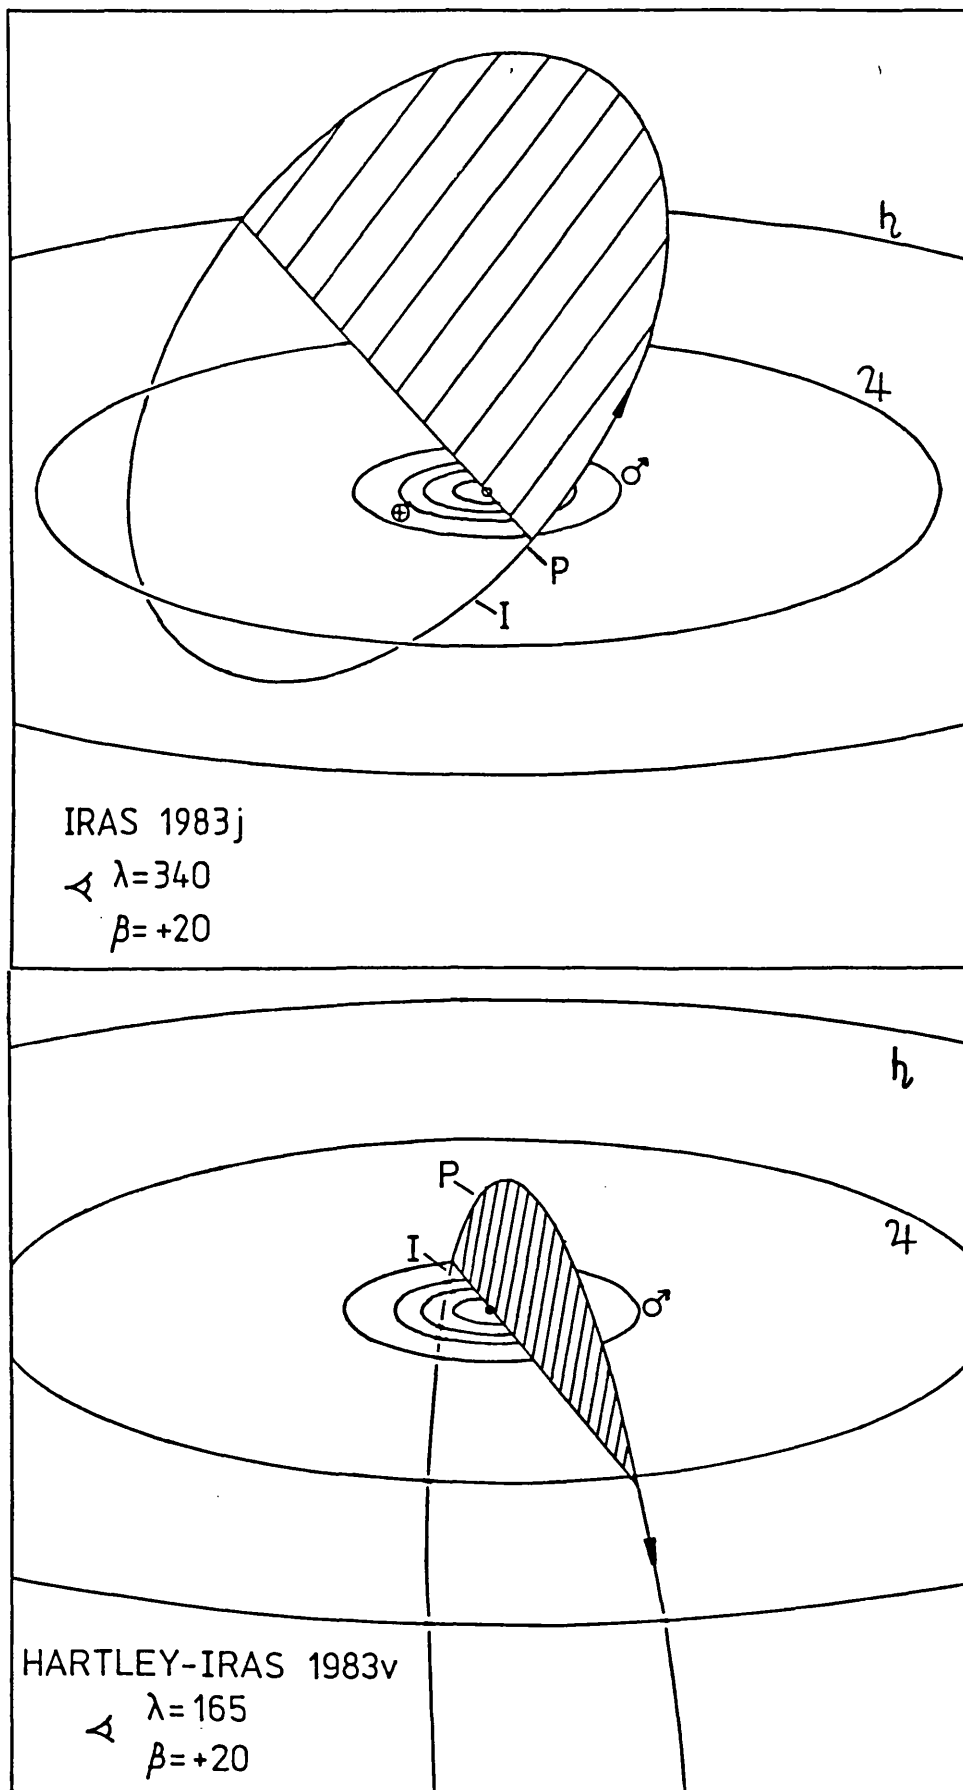 ♄
♃
♂
⊕
P
I
IRAS 1983j
λ=340
β=+20
♄
P
♃
I
♂
HARTLEY-IRAS 1983v
λ=165
β=+20